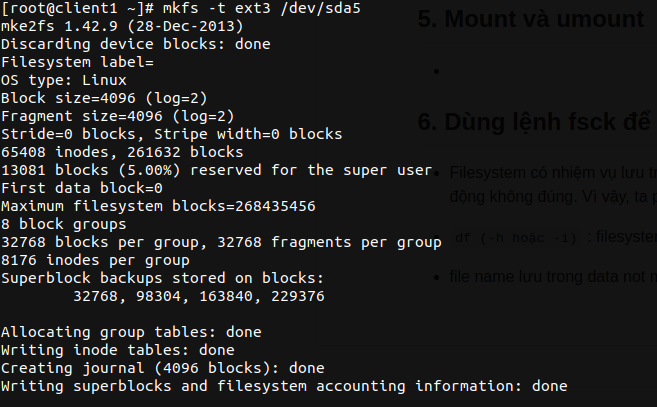 [root@client1 ~]# mkfs -t ext3 /dev/sda5
mke2fs 1.42.9 (28-Dec-2013)
Discarding device blocks: done
Filesystem label=
OS type: Linux
Block size=4096 (log=2)
Fragment size=4096 (log=2)
Stride=0 blocks, Stripe width=0 blocks
65408 inodes, 261632 blocks
13081 blocks (5.00%) reserved for the super user
First data block=0
Maximum filesystem blocks=268435456
8 block groups
32768 blocks per group, 32768 fragments per group
8176 inodes per group
Superblock backups stored on blocks:
32768, 98304, 163840, 229376
Allocating group tables: done
Writing inode tables: done
Creating journal (4096 blocks): done
Writing superblocks and filesystem accounting information: done
5. Mount và umount
6. Dùng lệnh fsck để
Filesystem có nhiệm vụ lưu
động không đúng. Vì vậy, ta
df (-h hoặc -i) : filesystem
file name lưu trong data not